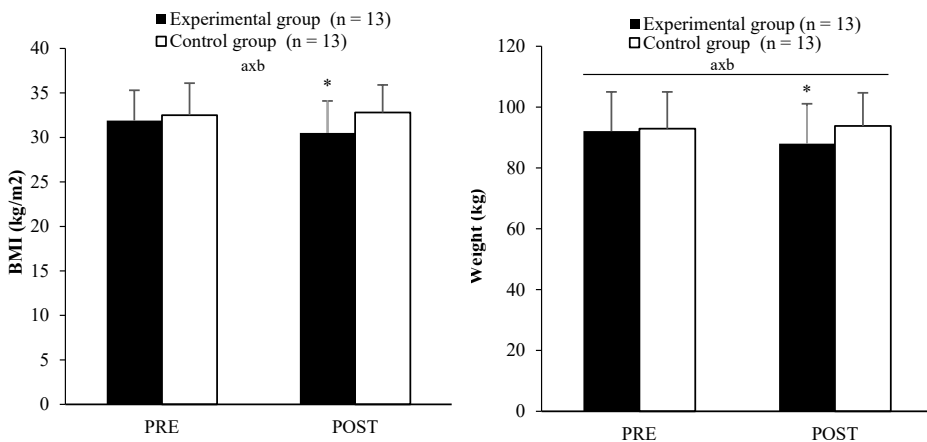 Experimental group (n = 13)
Control group (n = 13)
axb
*
40
35
30
25
20
15
10
5
0
BMI (kg/m2)
PRE
POST
Experimental group (n = 13)
Control group (n = 13)
axb
*
120
100
80
60
40
20
0
Weight (kg)
PRE
POST